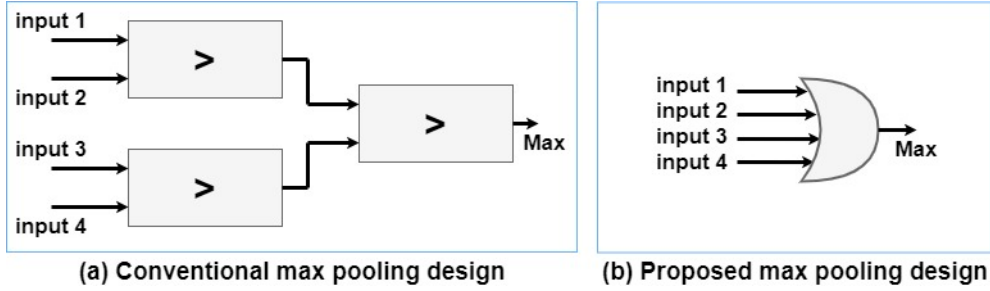 input 1
>
input 2
input 3
>
input 4
>
Max
(a) Conventional max pooling design
input 1
input 2
input 3
input 4
Max
(b) Proposed max pooling design